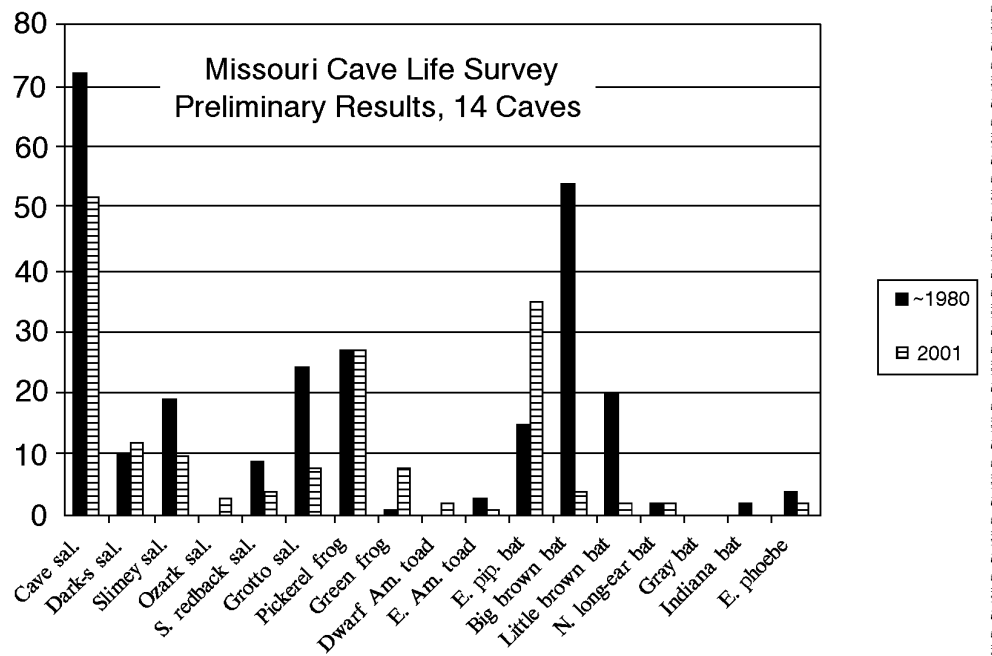 Missouri Cave Life Survey
Preliminary Results, 14 Caves
80
70
60
50
40
30
20
10
0
Cave sal.
Dark-s sal.
Slimey sal.
Ozark sal.
S. redback sal.
Grotto sal.
Pickerel frog
Green frog
Dwarf Am. toad
E. Am. toad
E. pip. bat
Big brown bat
Little brown bat
N. long-ear bat
Gray bat
Indiana bat
E. phoebe
~1980
2001